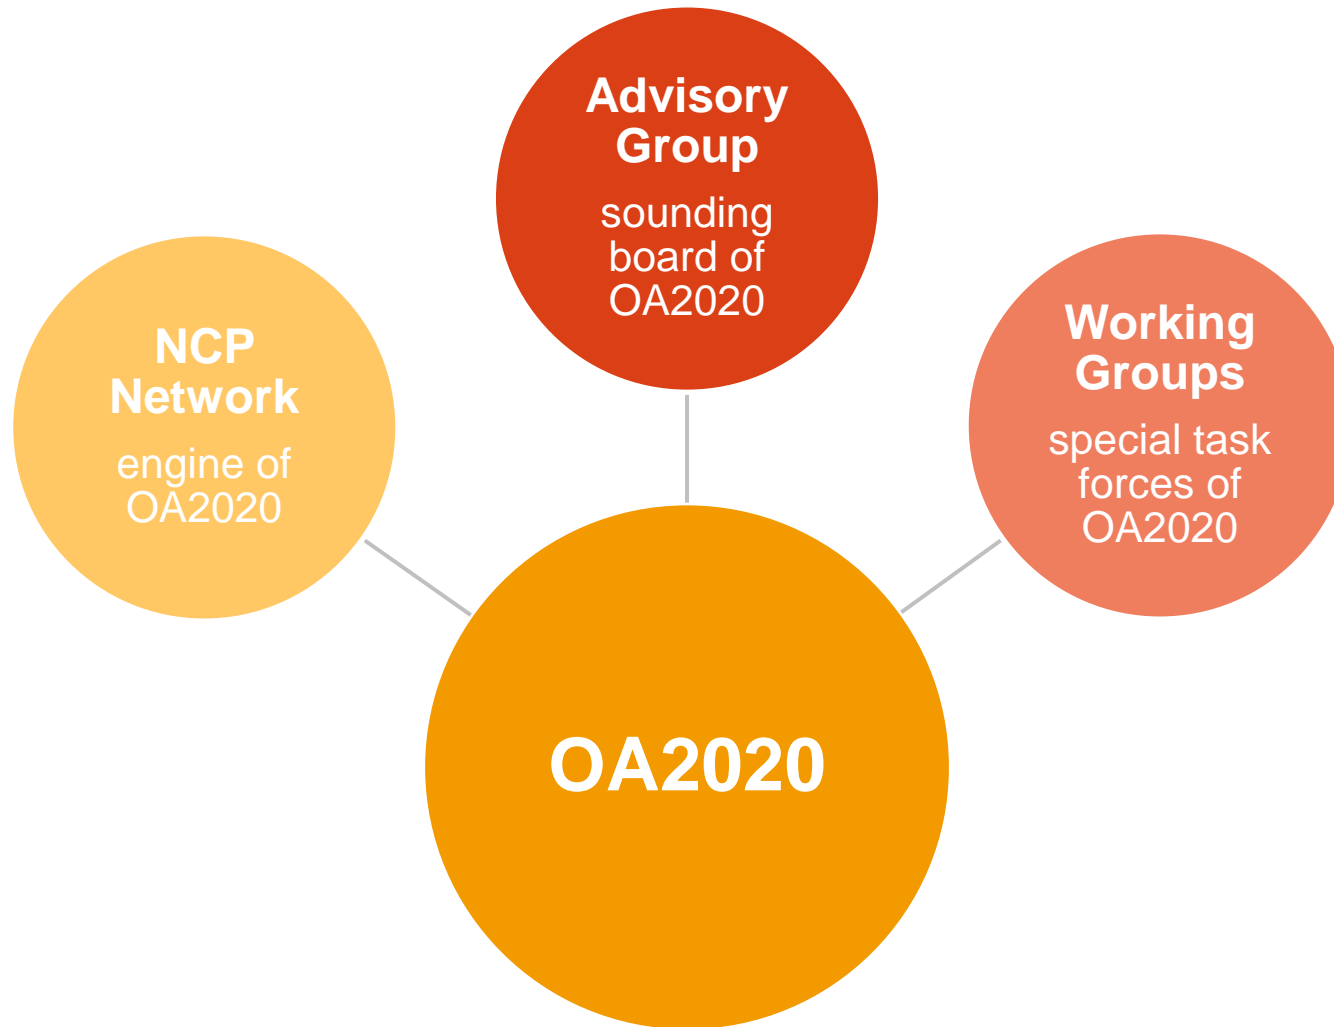 Advisory
Group
sounding
board of
OA2020
NCP
Network
engine of
OA2020
Working
Groups
special task
forces of
OA2020
OA2020